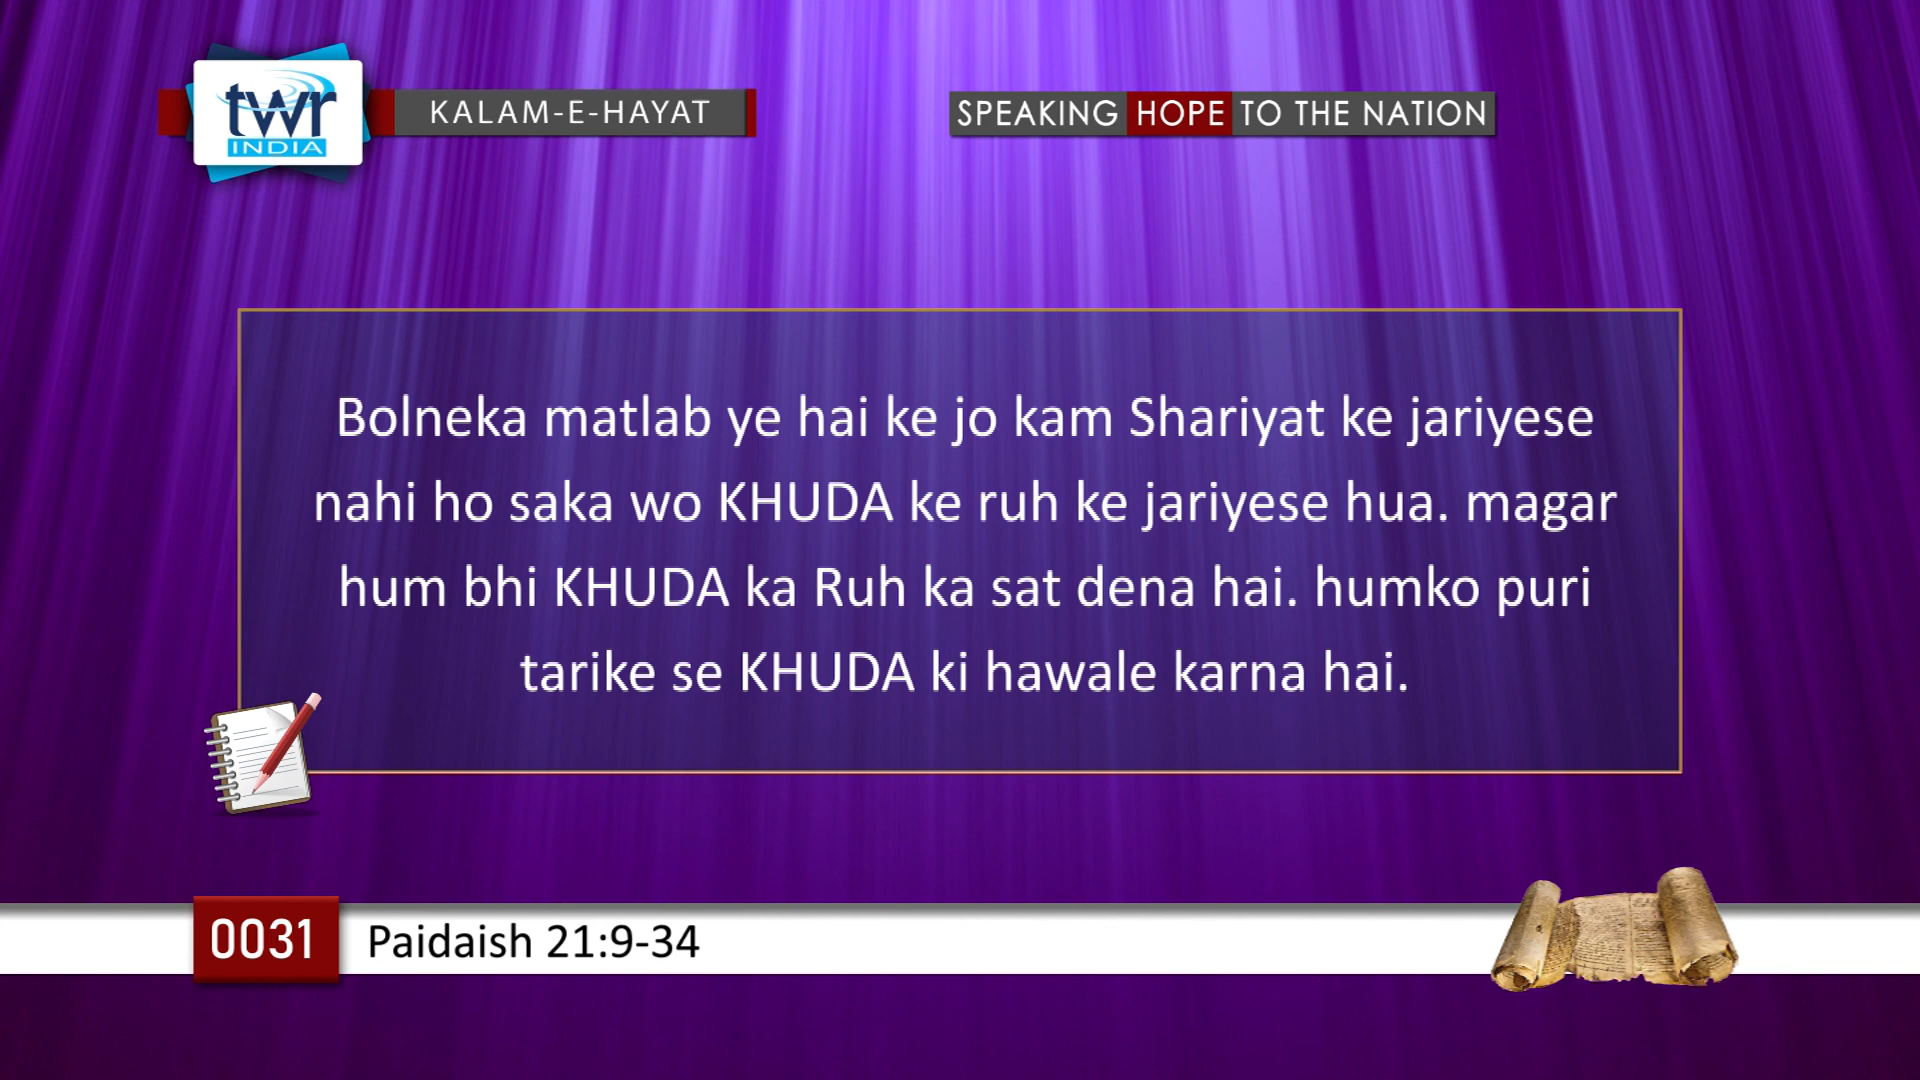 twr
INDIA
KALAM-E-HAYAT
SPEAKING HOPE TO THE NATION
Bolneka matlab ye hai ke jo kam Shariyat ke jariyese
nahi ho saka wo KHUDA ke ruh ke jariyese hua. magar
hum bhi KHUDA ka Ruh ka sat dena hai. humko puri
tarike se KHUDA ki hawale karna hai.
0031
Paidaish 21:9-34